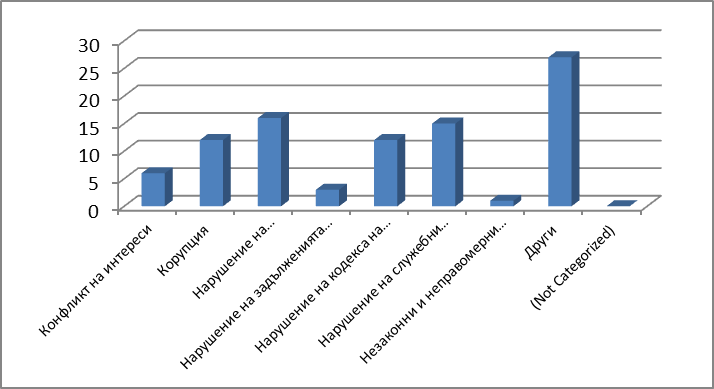 30
25
20
15
10
5
0
Конфликт на интереси
Корупция
Нарушение на...
Нарушение на задълженията...
Нарушение на кодекса на...
Нарушение на служебни...
Незаконни и неправомерни...
Други
(Not Categorized)